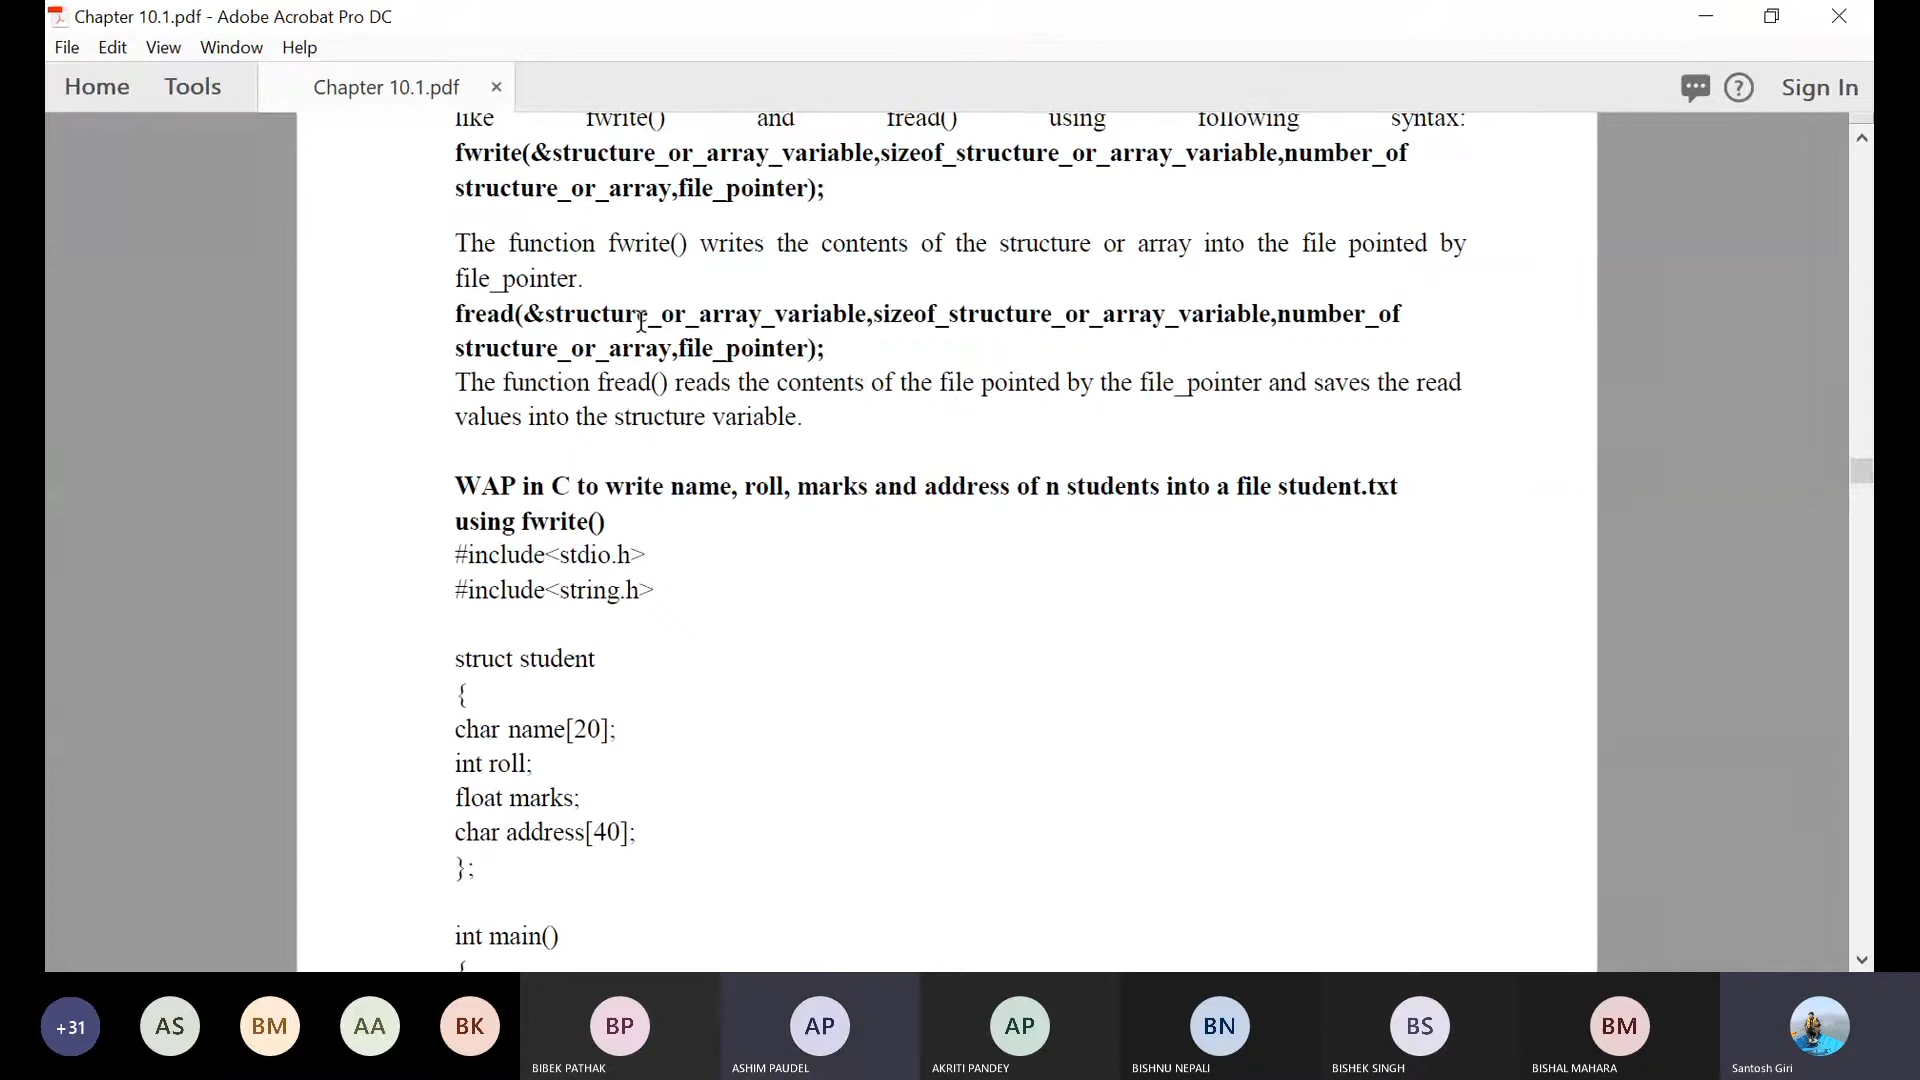 Chapter 10.1.pdf - Adobe Acrobat Pro DC
File Edit View Window Help
Home Tools Chapter 10.1.pdf × Sign In
like fwrite() and fread() using following syntax:
fwrite(&structure_or_array_variable,sizeof_structure_or_array_variable,number_of
structure_or_array,file_pointer);
The function fwrite() writes the contents of the structure or array into the file pointed by
file_pointer.
fread(&structure_or_array_variable,sizeof_structure_or_array_variable,number_of
structure_or_array,file_pointer);
The function fread() reads the contents of the file pointed by the file_pointer and saves the read
values into the structure variable.
WAP in C to write name, roll, marks and address of n students into a file student.txt
using fwrite()
#include<stdio.h>
#include<string.h>
struct student
{
char name[20];
int roll;
float marks;
char address[40];
};
int main()
{
+31 AS BM AA BK BP AP AP BN BS BM
BIBEK PATHAK ASHIM PAUDEL AKRITI PANDEY BISHNU NEPALI BISHEK SINGH BISHAL MAHARA Santosh Giri